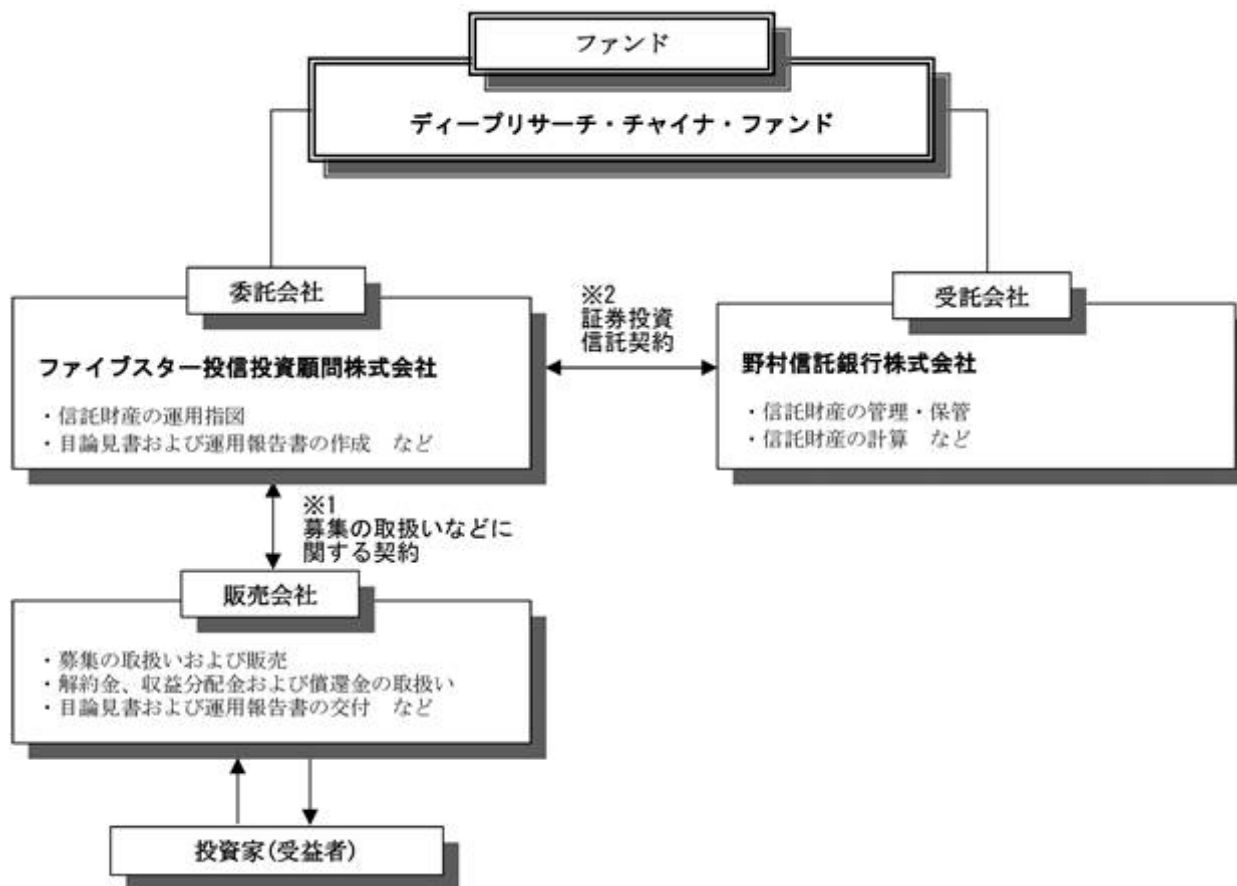 ファンド
ディープリサーチ・チャイナ・ファンド
委託会社
ファイブスター投信投資顧問株式会社
・信託財産の運用指図
・目論見書および運用報告書の作成　など
※2
証券投資
信託契約
受託会社
野村信託銀行株式会社
・信託財産の管理・保管
・信託財産の計算　など
※1
募集の取扱いなどに
関する契約
販売会社
・募集の取扱いおよび販売
・解約金、収益分配金および償還金の取扱い
・目論見書および運用報告書の交付　など
投資家(受益者)